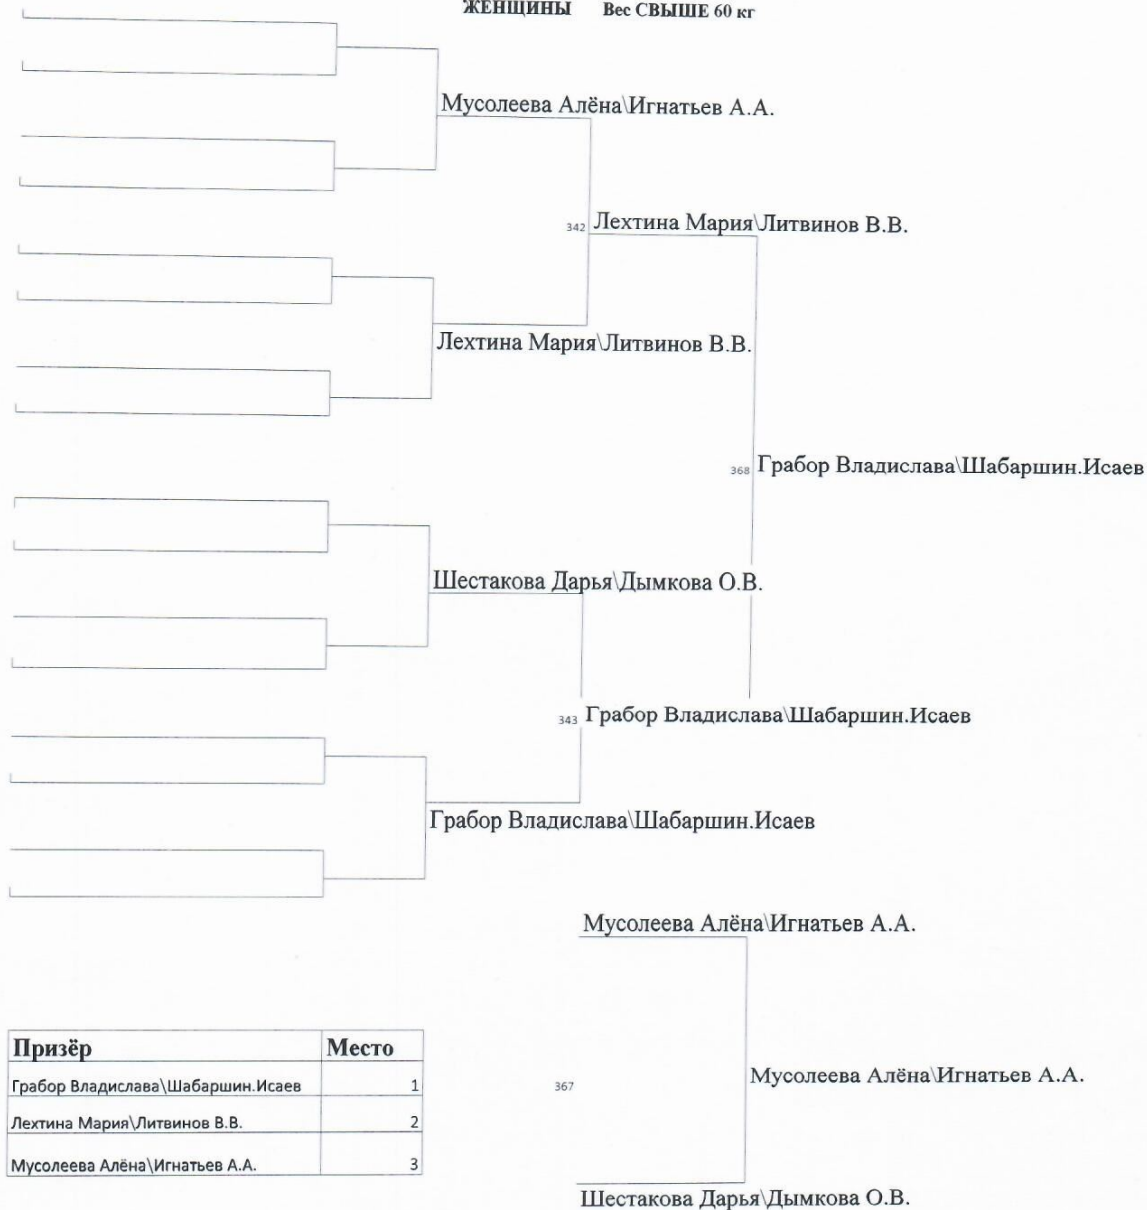 ЖЕНЩИНЫ Вес СВЫШЕ 60 кг
Мусолеева Алёна\Игнатьев А.А.
342 Лехтина Мария\Литвинов В.В.
Лехтина Мария\Литвинов В.В.
368 Грабор Владислава\Шабаршин.Исаев
Шестакова Дарья\Дымкова О.В.
343 Грабор Владислава\Шабаршин.Исаев
Грабор Владислава\Шабаршин.Исаев
Мусолеева Алёна\Игнатьев А.А.
367 Мусолеева Алёна\Игнатьев А.А.
Шестакова Дарья\Дымкова О.В.
Призёр Место
Грабор Владислава\Шабаршин.Исаев 1
Лехтина Мария\Литвинов В.В. 2
Мусолеева Алёна\Игнатьев А.А. 3